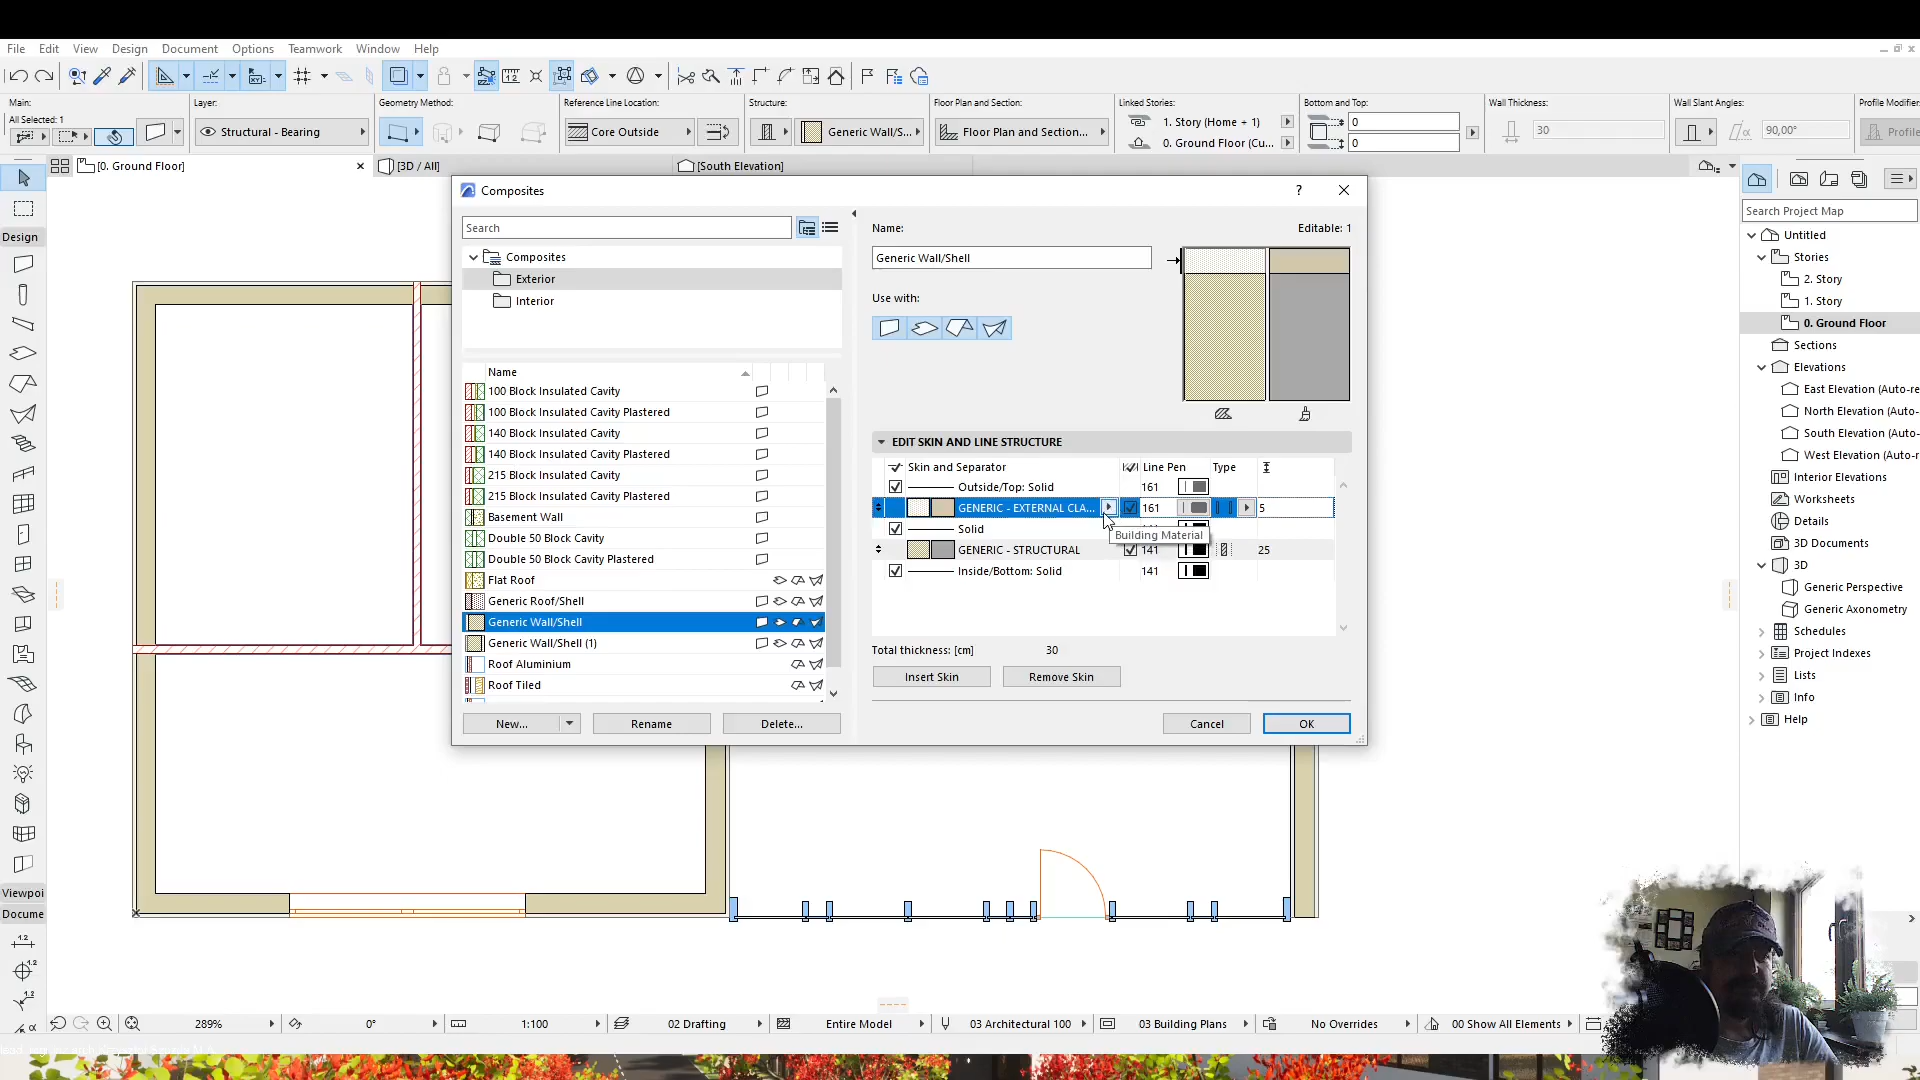 File Edit View Design Document Options Teamwork Window Help
Main:
All Selected: 1
Layer:
Structural - Bearing
Geometry Method:
Reference Line Location:
Core Outside
Structure:
Generic Wall/S...
Floor Plan and Section:
Floor Plan and Section...
Linked Stories:
1. Story (Home + 1)
0. Ground Floor (Cu...
Bottom and Top:
0
0
Wall Thickness:
30
Wall Slant Angles:
90,00°
Profile Modifier:
Profile
[0. Ground Floor]
[3D / All]
[South Elevation]
Design
Viewpoi
Docume
Composites
Search
Composites
Exterior
Interior
Name
100 Block Insulated Cavity
100 Block Insulated Cavity Plastered
140 Block Insulated Cavity
140 Block Insulated Cavity Plastered
215 Block Insulated Cavity
215 Block Insulated Cavity Plastered
Basement Wall
Double 50 Block Cavity
Double 50 Block Cavity Plastered
Flat Roof
Generic Roof/Shell
Generic Wall/Shell
Generic Wall/Shell (1)
Roof Aluminium
Roof Tiled
New...
Rename
Delete...
Name:
Editable: 1
Generic Wall/Shell
Use with:
EDIT SKIN AND LINE STRUCTURE
Skin and Separator Line Pen Type
Outside/Top: Solid 161
GENERIC - EXTERNAL CLA... 161 5
Solid
Building Material
GENERIC - STRUCTURAL 141 25
Inside/Bottom: Solid 141
Total thickness: [cm] 30
Insert Skin
Remove Skin
Cancel
OK
Search Project Map
Untitled
Stories
2. Story
1. Story
0. Ground Floor
Sections
Elevations
East Elevation (Auto-re
North Elevation (Auto-
South Elevation (Auto-
West Elevation (Auto-re
Interior Elevations
Worksheets
Details
3D Documents
3D
Generic Perspective
Generic Axonometry
Schedules
Project Indexes
Lists
Info
Help
289%
0°
1:100
02 Drafting
Entire Model
03 Architectural 100
03 Building Plans
No Overrides
00 Show All Elements